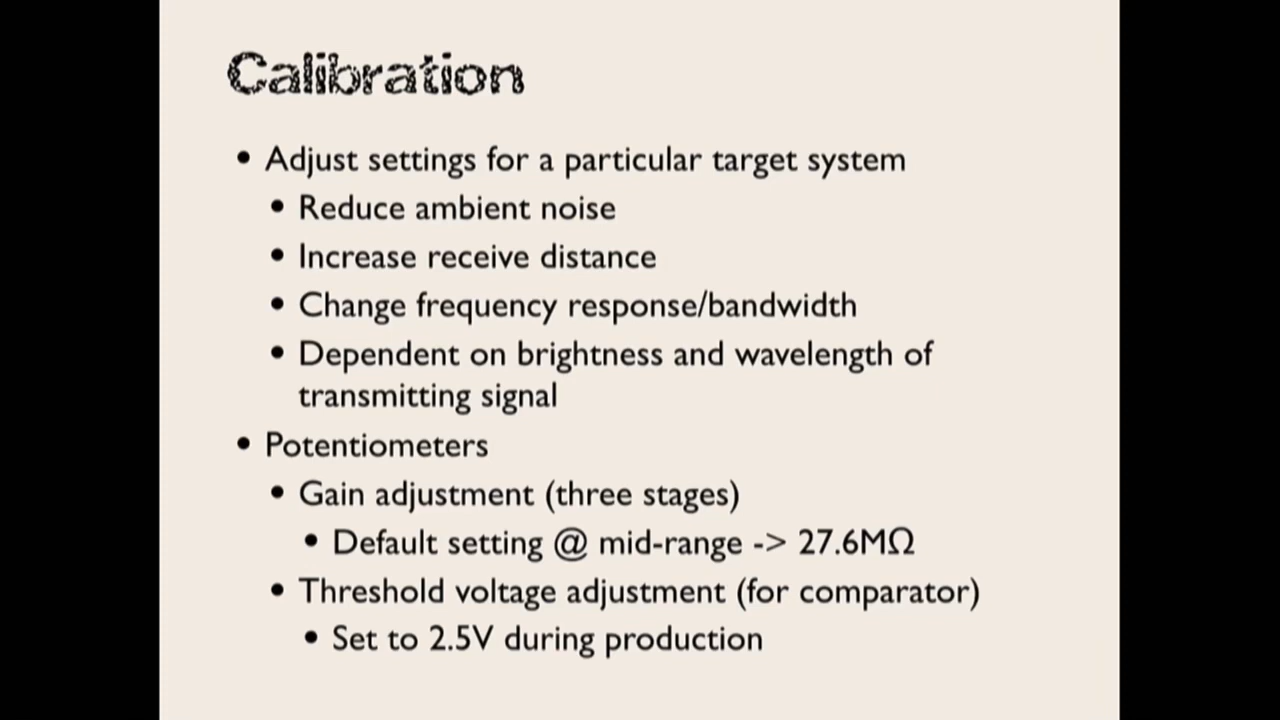 Calibration
• Adjust settings for a particular target system
• Reduce ambient noise
• Increase receive distance
• Change frequency response/bandwidth
• Dependent on brightness and wavelength of
transmitting signal
• Potentiometers
• Gain adjustment (three stages)
• Default setting @ mid-range -> 27.6MΩ
• Threshold voltage adjustment (for comparator)
• Set to 2.5V during production